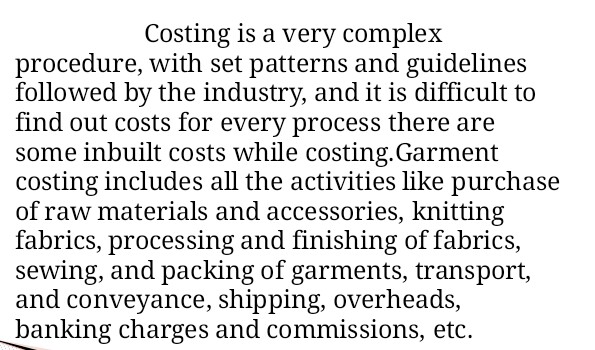 Costing is a very complex
procedure, with set patterns and guidelines
followed by the industry, and it is difficult to
find out costs for every process there are
some inbuilt costs while costing.Garment
costing includes all the activities like purchase
of raw materials and accessories, knitting
fabrics, processing and finishing of fabrics,
sewing, and packing of garments, transport,
and conveyance, shipping, overheads,
banking charges and commissions, etc.